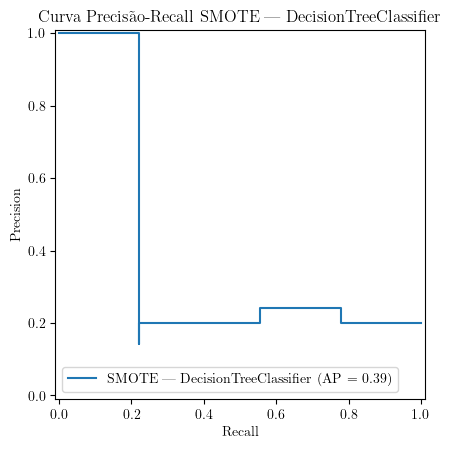 Curva Precisão-Recall SMOTE — DecisionTreeClassifier
1.0
0.8
0.6
0.4
0.2
0.0
Precision
SMOTE — DecisionTreeClassifier (AP = 0.39)
0.0 0.2 0.4 0.6 0.8 1.0
Recall